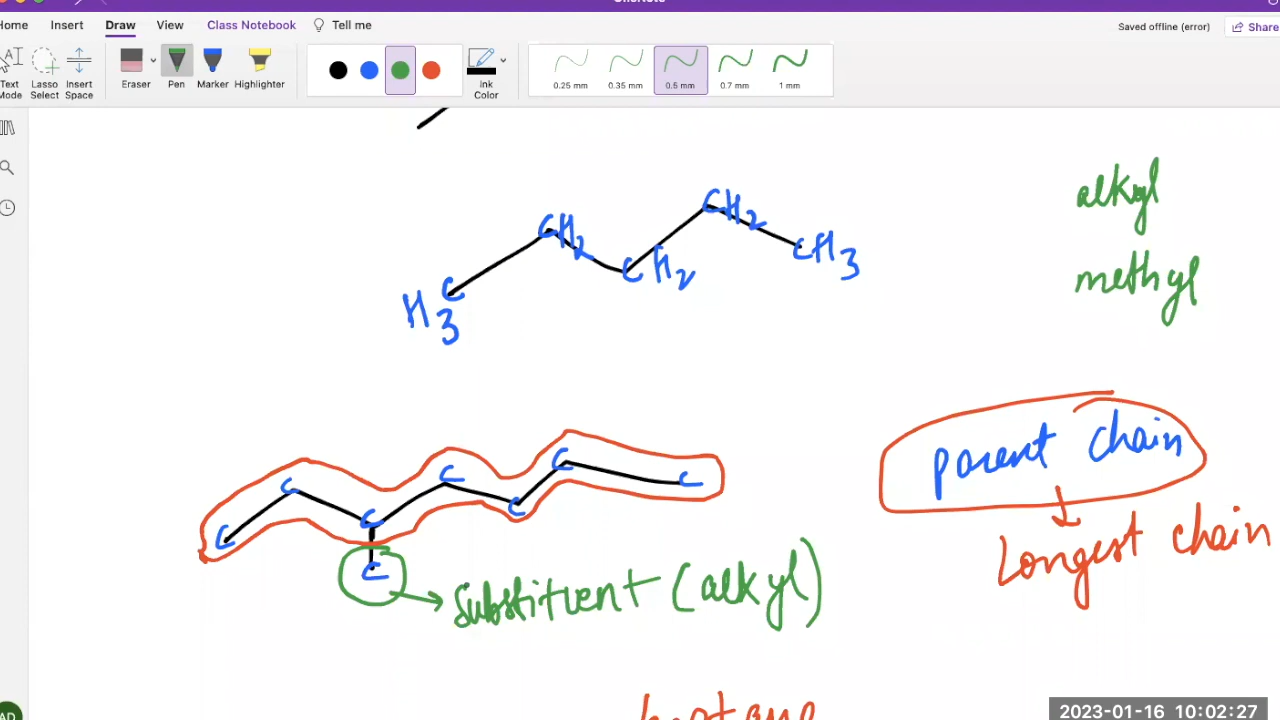 OneNote
Home Insert Draw View Class Notebook Tell me
Saved offline (error) Share
Text Mode
Lasso Select
Insert Space
Eraser
Pen
Marker
Highlighter
Ink Color
0.25 mm
0.35 mm
0.5 mm
0.7 mm
1 mm
H3C CH2 CH2 CH2 CH3
alkyl
methyl
C C C C C C C
C
substituent (alkyl)
parent chain
Longest chain
AD
2023-01-16 10:02:27